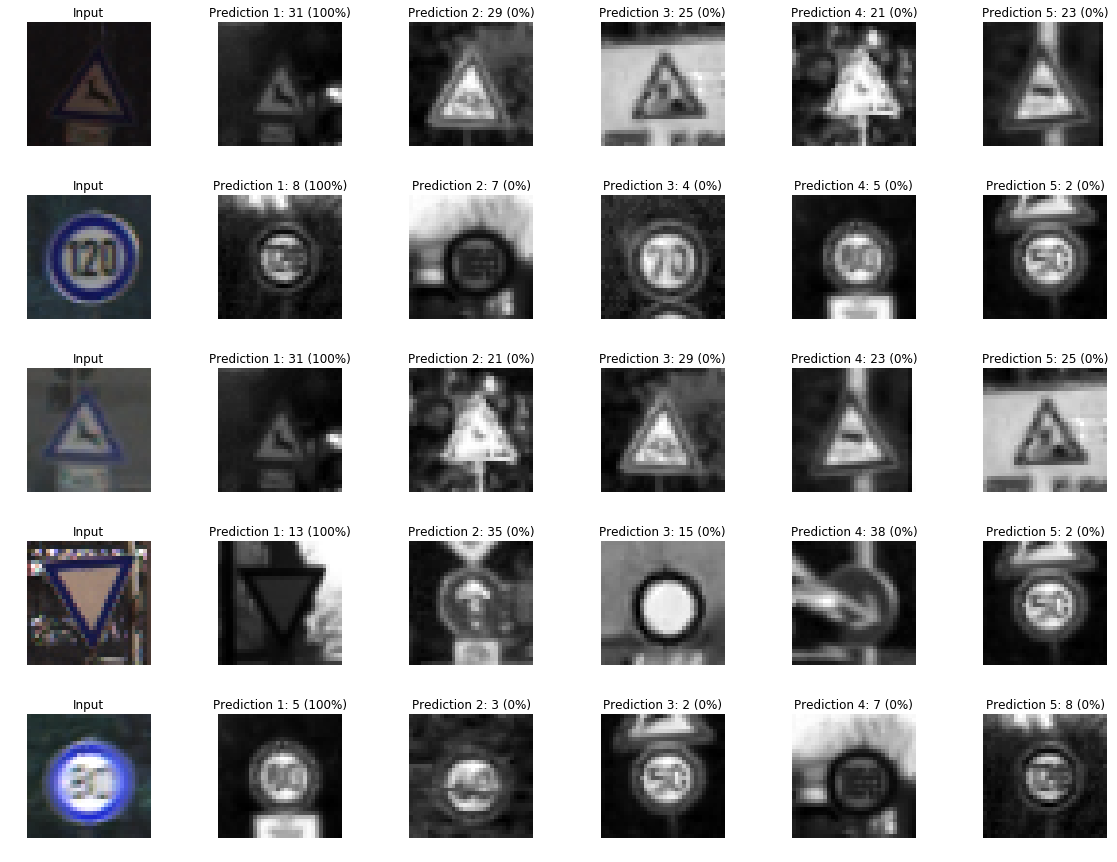 Input
Prediction 1: 31 (100%)
Prediction 2: 29 (0%)
Prediction 3: 25 (0%)
Prediction 4: 21 (0%)
Prediction 5: 23 (0%)
Input
Prediction 1: 8 (100%)
Prediction 2: 7 (0%)
Prediction 3: 4 (0%)
Prediction 4: 5 (0%)
Prediction 5: 2 (0%)
120
70
50
Input
Prediction 1: 31 (100%)
Prediction 2: 21 (0%)
Prediction 3: 29 (0%)
Prediction 4: 23 (0%)
Prediction 5: 25 (0%)
Input
Prediction 1: 13 (100%)
Prediction 2: 35 (0%)
Prediction 3: 15 (0%)
Prediction 4: 38 (0%)
Prediction 5: 2 (0%)
50
Input
Prediction 1: 5 (100%)
Prediction 2: 3 (0%)
Prediction 3: 2 (0%)
Prediction 4: 7 (0%)
Prediction 5: 8 (0%)
80
50